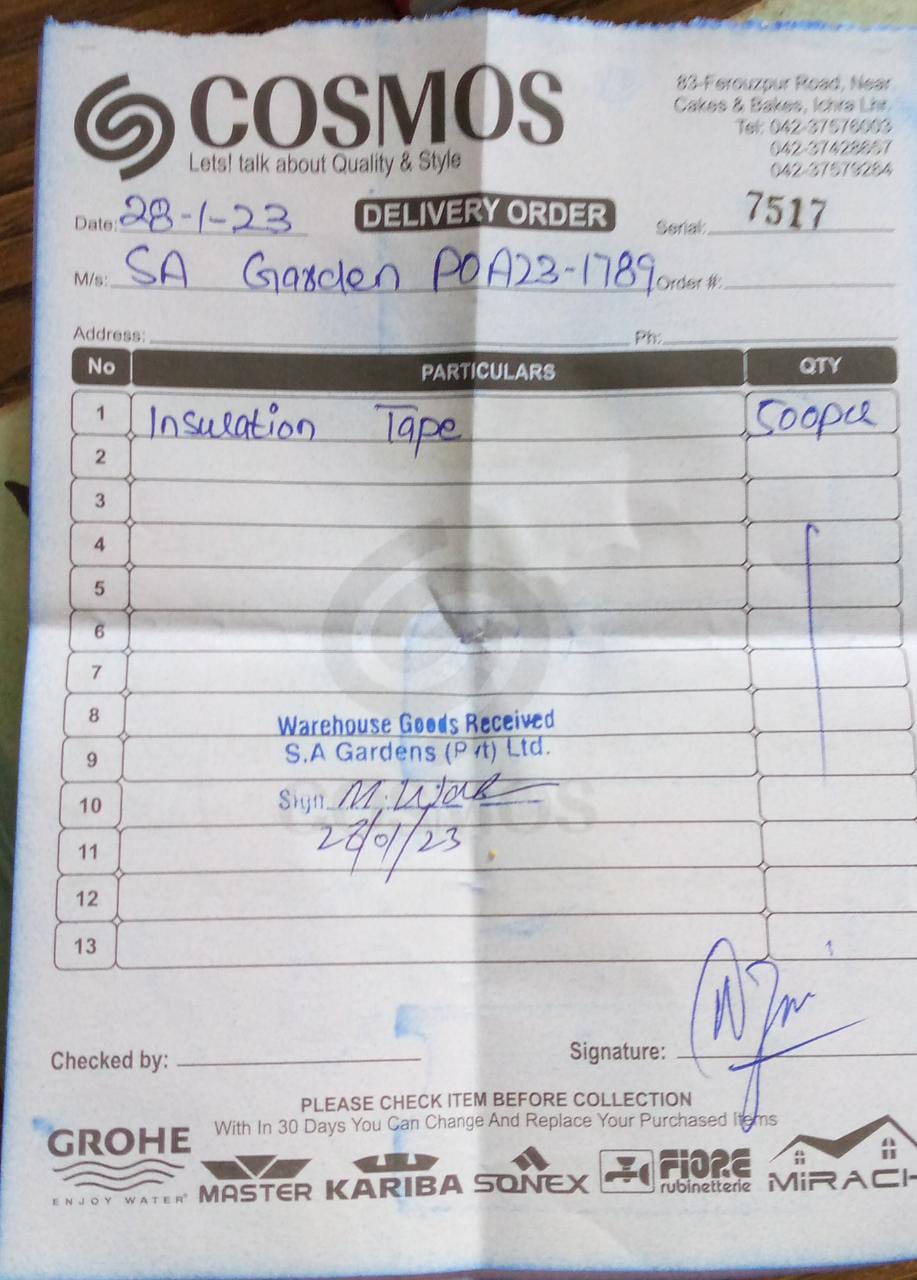 COSMOS
Lets! talk about Quality & Style
83-Ferouzpur Road, Near
Cakes & Bakes, Ichra Lhr.
Tel: 042-37576003
042-37428667
042-37579284
Date: 28-1-23
DELIVERY ORDER
Serial: 7517
M/s: SA Garden POA23-1789 Order #:
Address: Ph:
No PARTICULARS QTY
1 Insulation Tape 500pcs
2
3
4
5
6
7
8
Warehouse Goods Received
9 S.A Gardens (Pvt) Ltd.
10 Sign
11 28/01/23
COSMOS
12
13
Checked by:
Signature:
PLEASE CHECK ITEM BEFORE COLLECTION
With In 30 Days You Can Change And Replace Your Purchased Items
GROHE
ENJOY WATER®
MASTER
KARIBA
SONEX
FIORE
rubinetterie
MiRACH